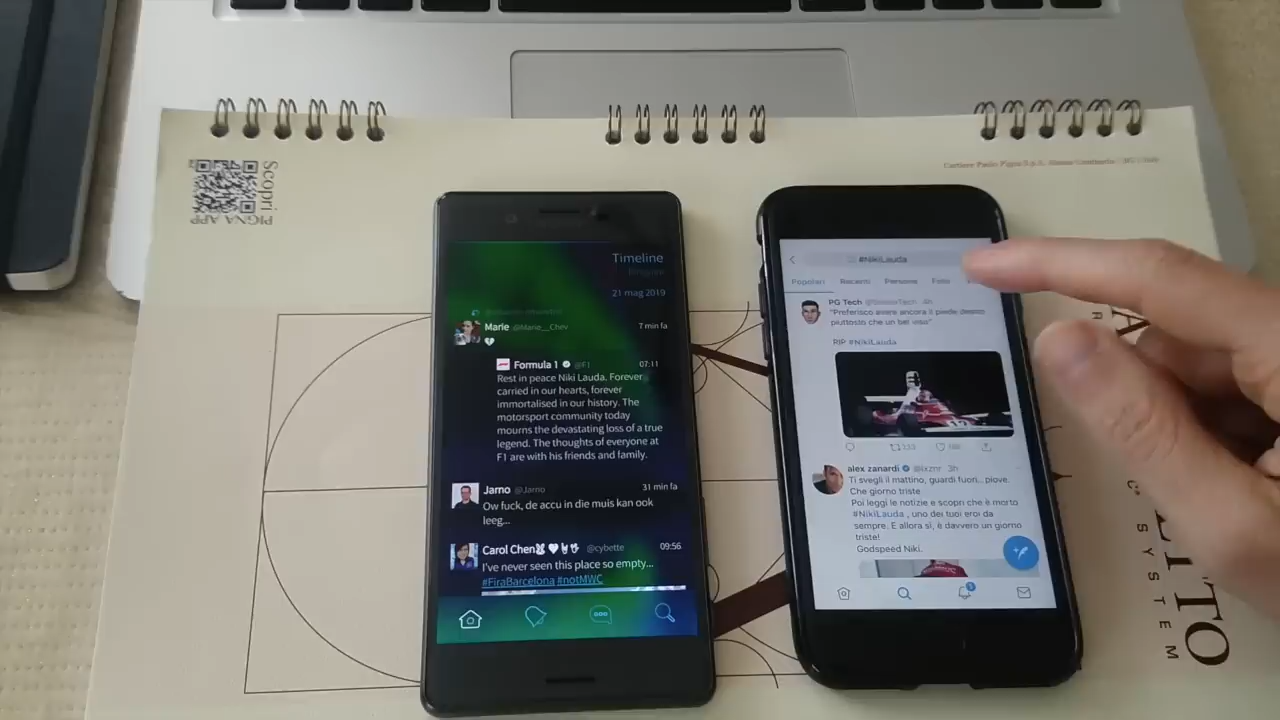 Scopri
PIGNA APP
Timeline
21 mag 2019
Marie @Marie__Chev 7 min fa
Formula 1 @F1 07:11
Rest in peace Niki Lauda. Forever
carried in our hearts, forever
immortalised in our history. The
motorsport community today
mourns the devastating loss of a true
legend. The thoughts of everyone at
F1 are with his friends and family.
Jarno @Jarno 31 min fa
Ow fuck, de accu in die muis kan ook
leeg...
Carol Chen @cybette 09:56
I've never seen this place so empty...
#FiraBarcelona #notMWC
#NikiLauda
Popolari Recenti Persone Foto
PG Tech 4h
"Preferisco avere ancora il piede destro
piuttosto che un bel viso"
RIP #NikiLauda
alex zanardi @lxznr 3h
Ti svegli il mattino, guardi fuori...piove.
Che giorno triste
Poi leggi le notizie e scopri che è morto
#NikiLauda , uno dei tuoi eroi da
sempre. E allora sì, è davvero un giorno
triste!
Godspeed Niki.
SYSTEM